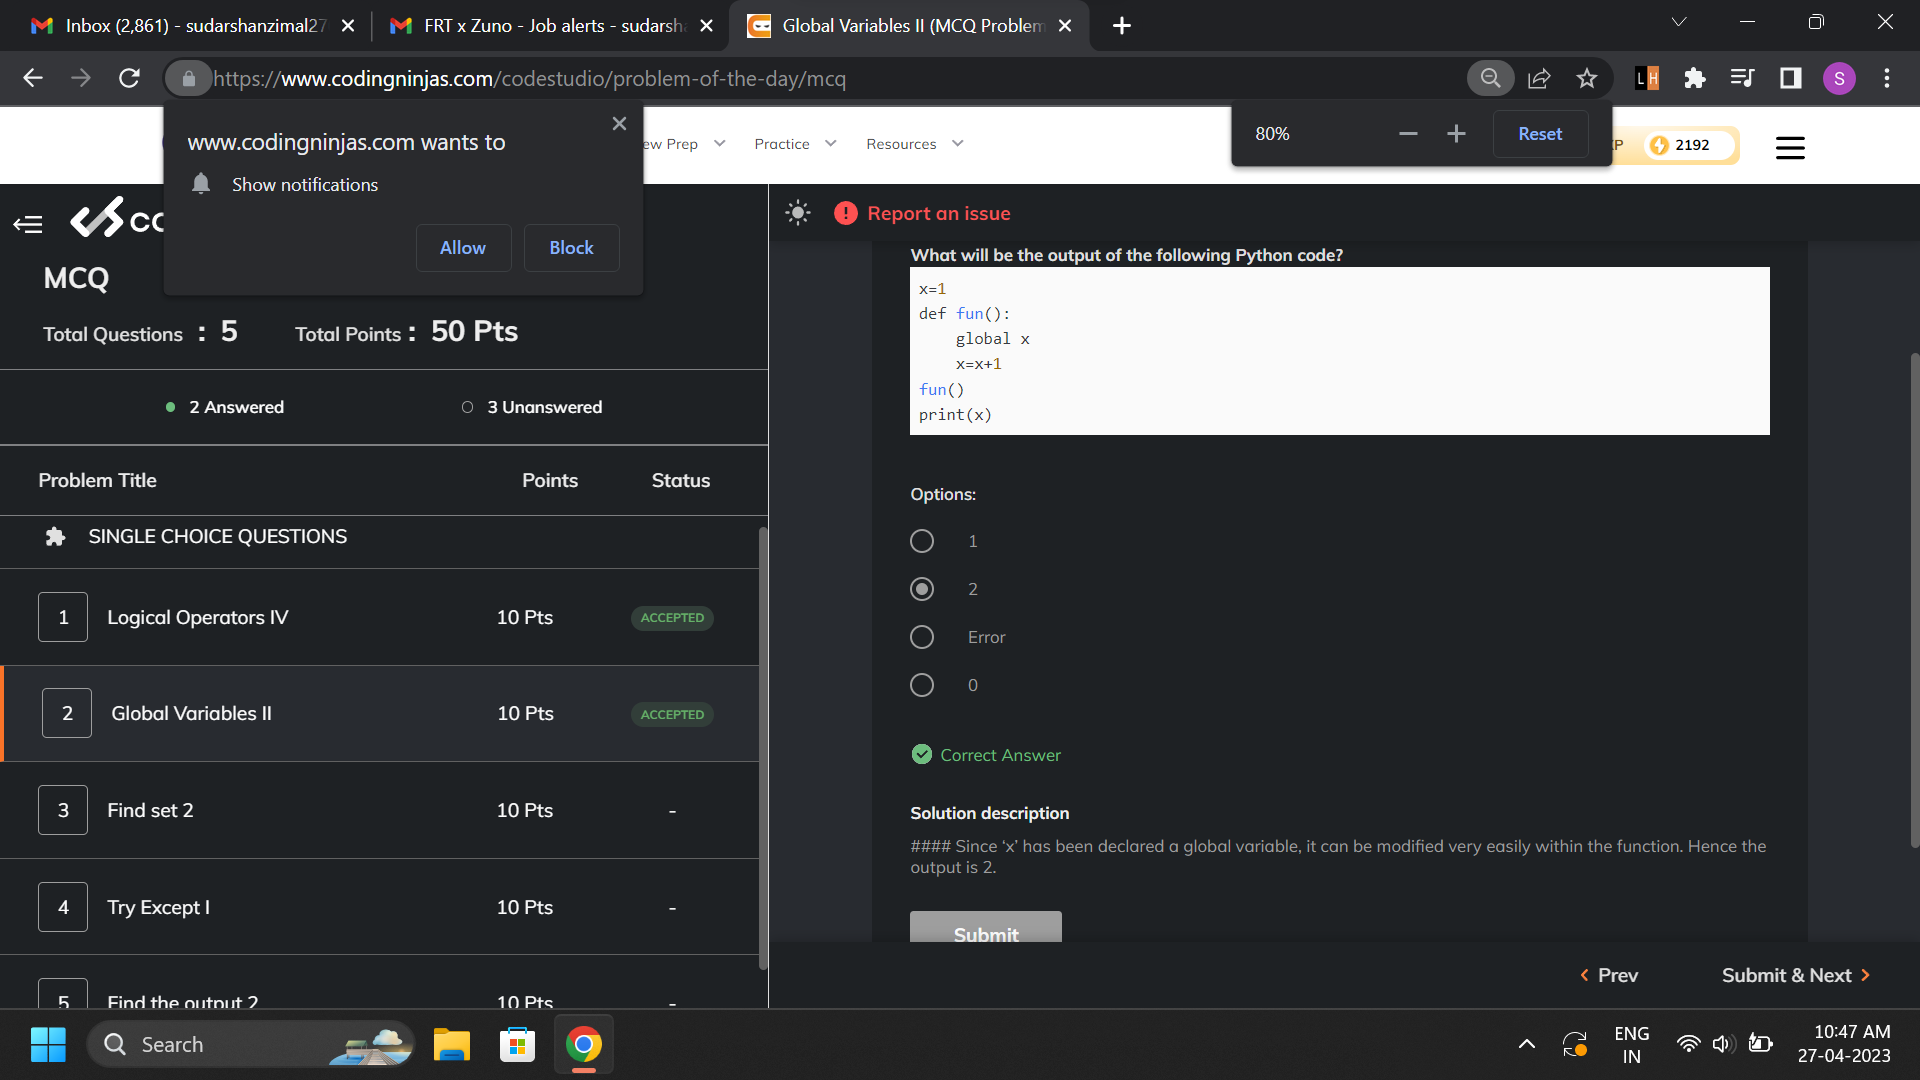 Inbox (2,861) - sudarshanzimal27
FRT x Zuno - Job alerts - sudarsha
Global Variables II (MCQ Problem
https://www.codingninjas.com/codestudio/problem-of-the-day/mcq
LH
S
www.codingninjas.com wants to
Show notifications
Allow
Block
Prep
Practice
Resources
80%
Reset
2192
MCQ
Total Questions : 5
Total Points : 50 Pts
2 Answered
3 Unanswered
Problem Title
Points
Status
SINGLE CHOICE QUESTIONS
1 Logical Operators IV 10 Pts ACCEPTED
2 Global Variables II 10 Pts ACCEPTED
3 Find set 2 10 Pts -
4 Try Except I 10 Pts -
5 Find the output 2 10 Pts -
Report an issue
What will be the output of the following Python code?
x=1
def fun():
    global x
    x=x+1
fun()
print(x)
Options:
1
2
Error
0
Correct Answer
Solution description
#### Since ‘x’ has been declared a global variable, it can be modified very easily within the function. Hence the
output is 2.
Submit
Prev
Submit & Next
Search
ENG
IN
10:47 AM
27-04-2023